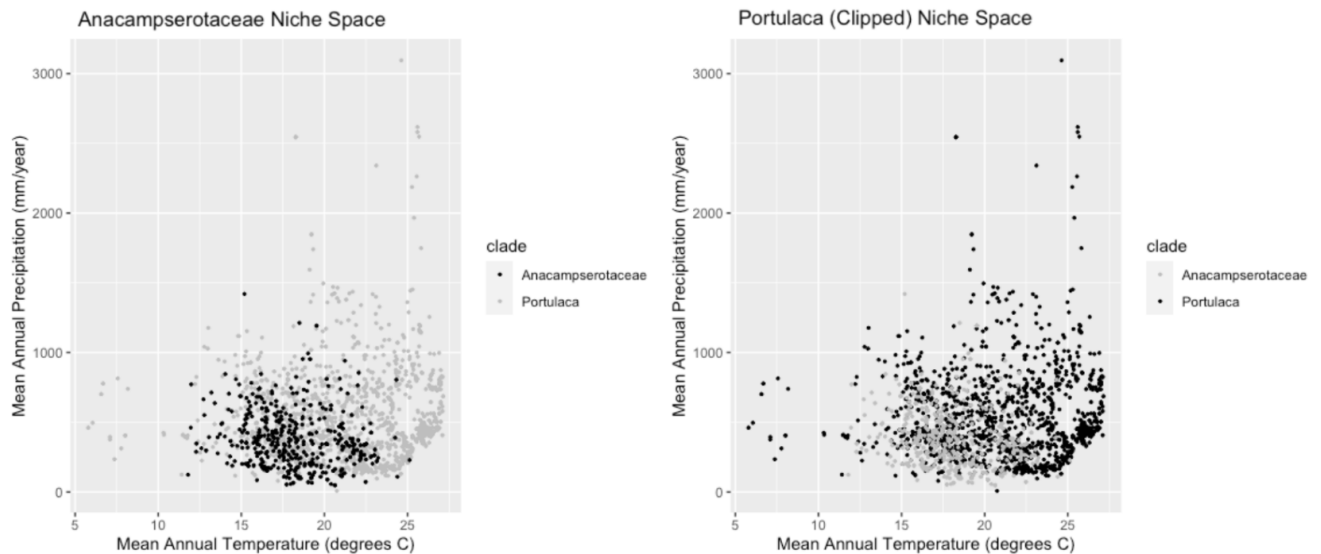 Anacampserotaceae Niche Space
3000
2000
1000
0
Mean Annual Precipitation (mm/year)
5
10
15
20
25
Mean Annual Temperature (degrees C)
clade
Anacampserotaceae
Portulaca
Portulaca (Clipped) Niche Space
3000
2000
1000
0
Mean Annual Precipitation (mm/year)
5
10
15
20
25
Mean Annual Temperature (degrees C)
clade
Anacampserotaceae
Portulaca